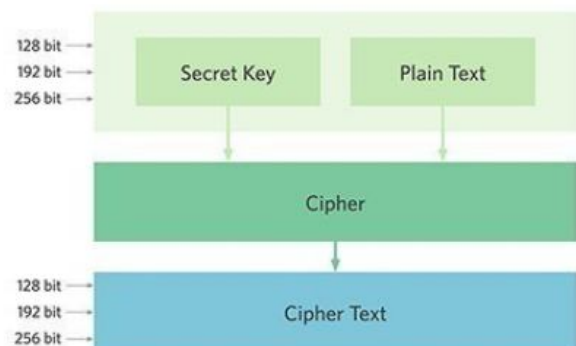 128 bit
192 bit
256 bit
Secret Key
Plain Text
Cipher
128 bit
192 bit
256 bit
Cipher Text